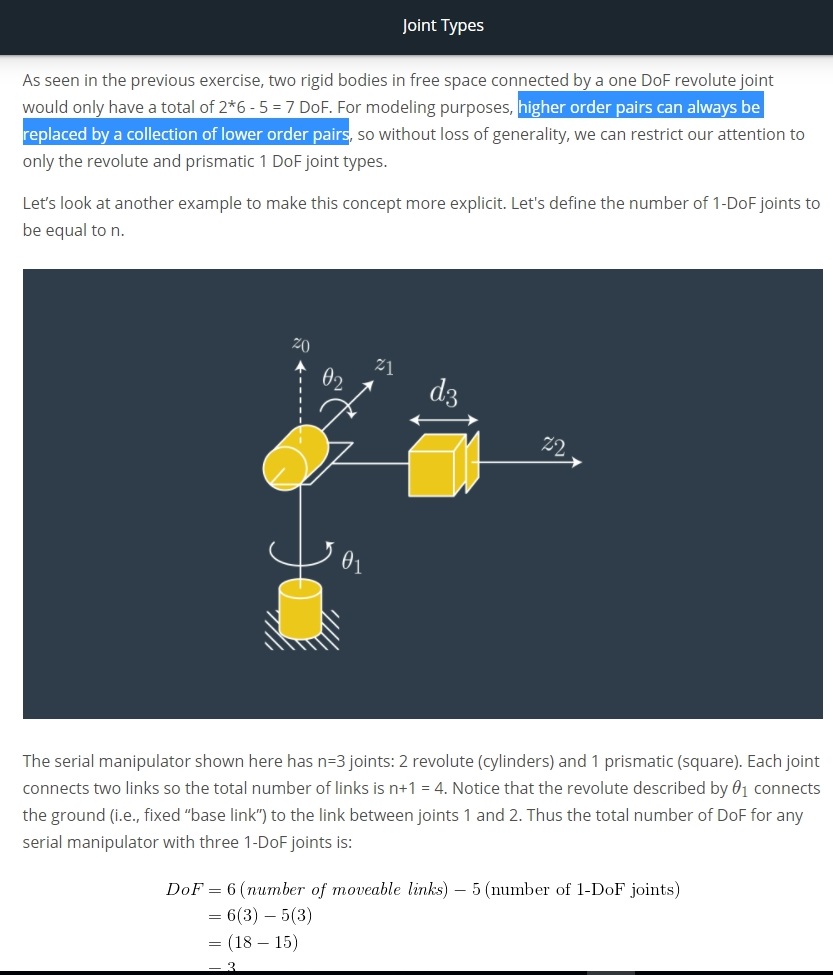 Joint Types
As seen in the previous exercise, two rigid bodies in free space connected by a one DoF revolute joint
would only have a total of 2*6 - 5 = 7 DoF. For modeling purposes, higher order pairs can always be
replaced by a collection of lower order pairs, so without loss of generality, we can restrict our attention to
only the revolute and prismatic 1 DoF joint types.
Let’s look at another example to make this concept more explicit. Let's define the number of 1-DoF joints to
be equal to n.
z₀
θ₂
z₁
d₃
z₂
θ₁
The serial manipulator shown here has n=3 joints: 2 revolute (cylinders) and 1 prismatic (square). Each joint
connects two links so the total number of links is n+1 = 4. Notice that the revolute described by θ₁ connects
the ground (i.e., fixed “base link”) to the link between joints 1 and 2. Thus the total number of DoF for any
serial manipulator with three 1-DoF joints is:
DoF = 6 (number of moveable links) − 5 (number of 1-DoF joints)
= 6(3) − 5(3)
= (18 − 15)
= 3